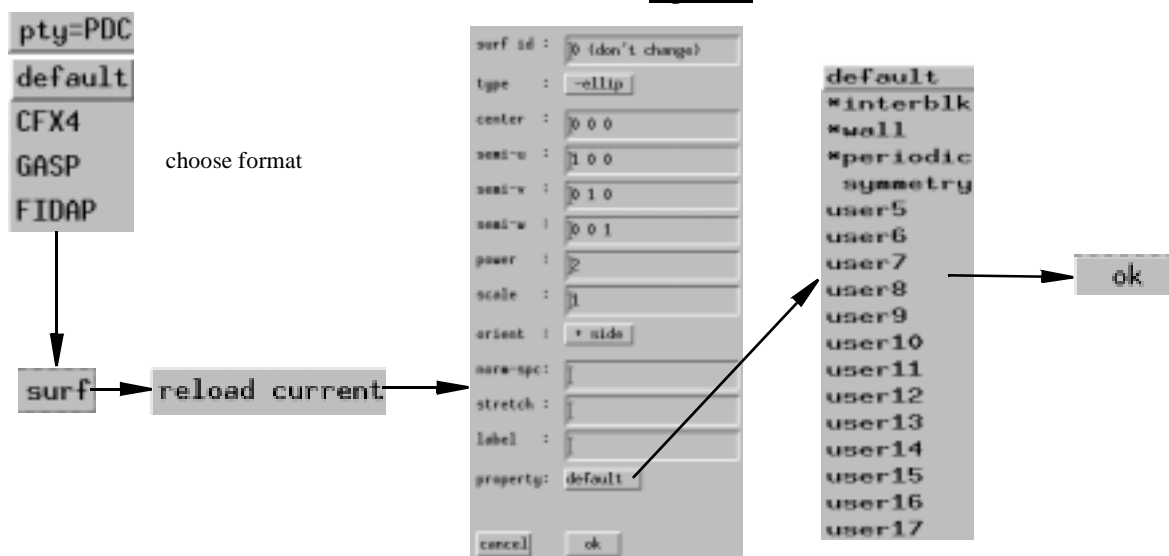 pty=PDC
default
CFX4
GASP
FIDAP
choose format
surf
reload current
surf id : 0 (don't change)
type : -ellip
center : 0 0 0
semi-u : 1 0 0
semi-v : 0 1 0
semi-w : 0 0 1
power : 2
scale : 1
orient : + side
norm-spc:
stretch :
label :
property: default
cancel ok
default
*interblk
*wall
*periodic
symmetry
user5
user6
user7
user8
user9
user10
user11
user12
user13
user14
user15
user16
user17
ok